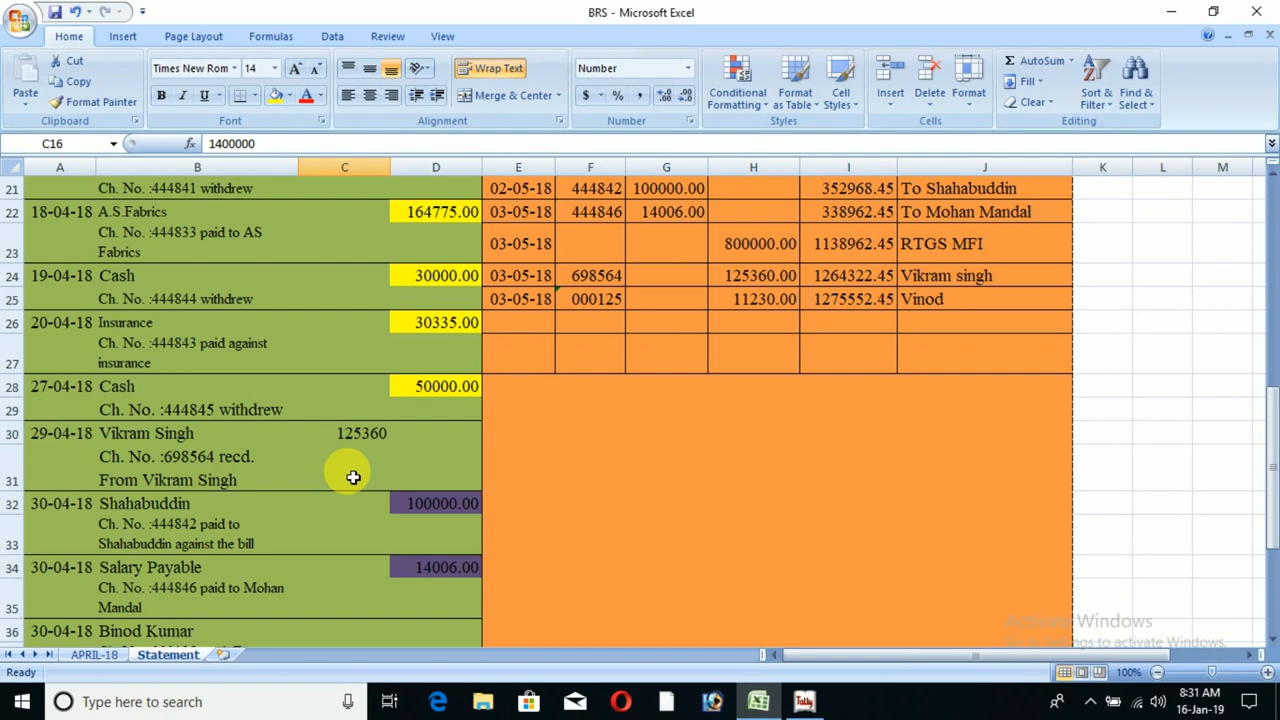 BRS - Microsoft Excel
Home Insert Page Layout Formulas Data Review View
Paste
Cut
Copy
Format Painter
Clipboard
Times New Rom 14
B I U
Font
Wrap Text
Merge & Center
Alignment
Number
$ % ,
Number
Conditional Formatting
Format as Table
Cell Styles
Styles
Insert Delete Format
Cells
AutoSum
Fill
Clear
Sort & Filter
Find & Select
Editing
C16 fx 1400000
A B C D E F G H I J K L M
21 Ch. No. :444841 withdrew 02-05-18 444842 100000.00 352968.45 To Shahabuddin
22 18-04-18 A.S.Fabrics 164775.00 03-05-18 444846 14006.00 338962.45 To Mohan Mandal
Ch. No. :444833 paid to AS
23 Fabrics 03-05-18 800000.00 1138962.45 RTGS MFI
24 19-04-18 Cash 30000.00 03-05-18 698564 125360.00 1264322.45 Vikram singh
25 Ch. No. :444844 withdrew 03-05-18 000125 11230.00 1275552.45 Vinod
26 20-04-18 Insurance 30335.00
Ch. No. :444843 paid against
27 insurance
28 27-04-18 Cash 50000.00
29 Ch. No. :444845 withdrew
30 29-04-18 Vikram Singh 125360
Ch. No. :698564 recd.
31 From Vikram Singh
32 30-04-18 Shahabuddin 100000.00
Ch. No. :444842 paid to
33 Shahabuddin against the bill
34 30-04-18 Salary Payable 14006.00
Ch. No. :444846 paid to Mohan
35 Mandal
36 30-04-18 Binod Kumar
Activate Windows
APRIL-18 Statement
Ready 100%
Type here to search
Tally
8:31 AM
16-Jan-19